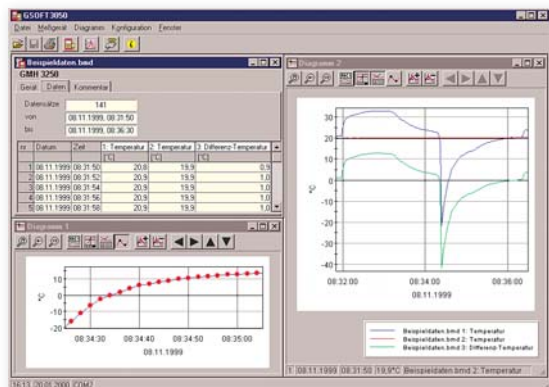 GSOFT3050
Datei Meßgerät Diagramm Konfiguration Fenster
Beispieldaten.bmd
GMH 3250
Gerät Daten Kommentar
Datensätze 141
von 08.11.1999, 08:31:50
bis 08.11.1999, 08:36:30
nr Datum Zeit 1: Temperatur 2: Temperatur 3: Differenz-Temperatur
[°C] [°C] [°C]
1 08.11.1999 08:31:50 20,8 19,9 0,9
2 08.11.1999 08:31:52 20,9 19,9 1,0
3 08.11.1999 08:31:54 20,9 19,9 1,0
4 08.11.1999 08:31:56 20,9 19,9 1,0
5 08.11.1999 08:31:58 20,9 19,9 1,0
Diagramm 1
°C
10
0
-10
-20
08:34:30 08:34:40 08:34:50 08:35:00
08.11.1999
Diagramm 2
°C
30
20
10
0
-10
-20
-30
-40
08:32:00 08:34:00 08:36:00
08.11.1999
Beispieldaten.bmd 1: Temperatur
Beispieldaten.bmd 2: Temperatur
Beispieldaten.bmd 3: Differenz-Temperatur
1 08.11.1999 08:31:50 19,9°C Beispieldaten.bmd 2: Temperatur
16:13 20.01.2000 COM2